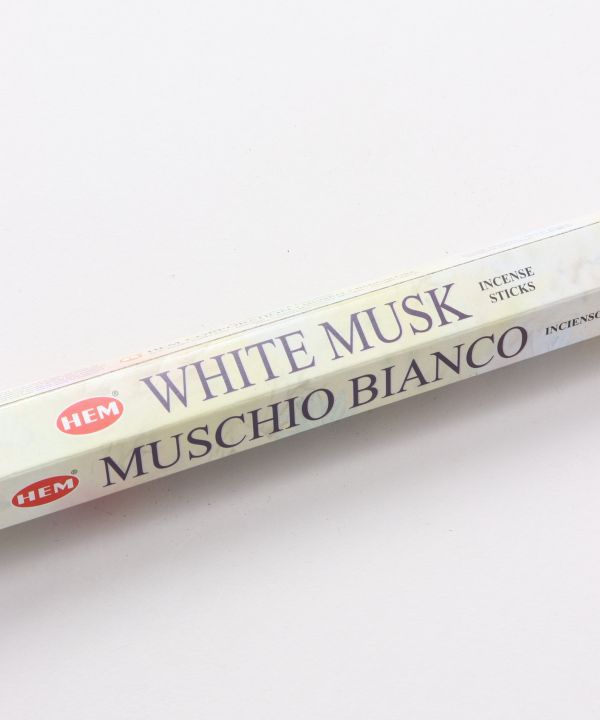 HEM®
WHITE MUSK
INCENSE
STICKS
HEM®
MUSCHIO BIANCO